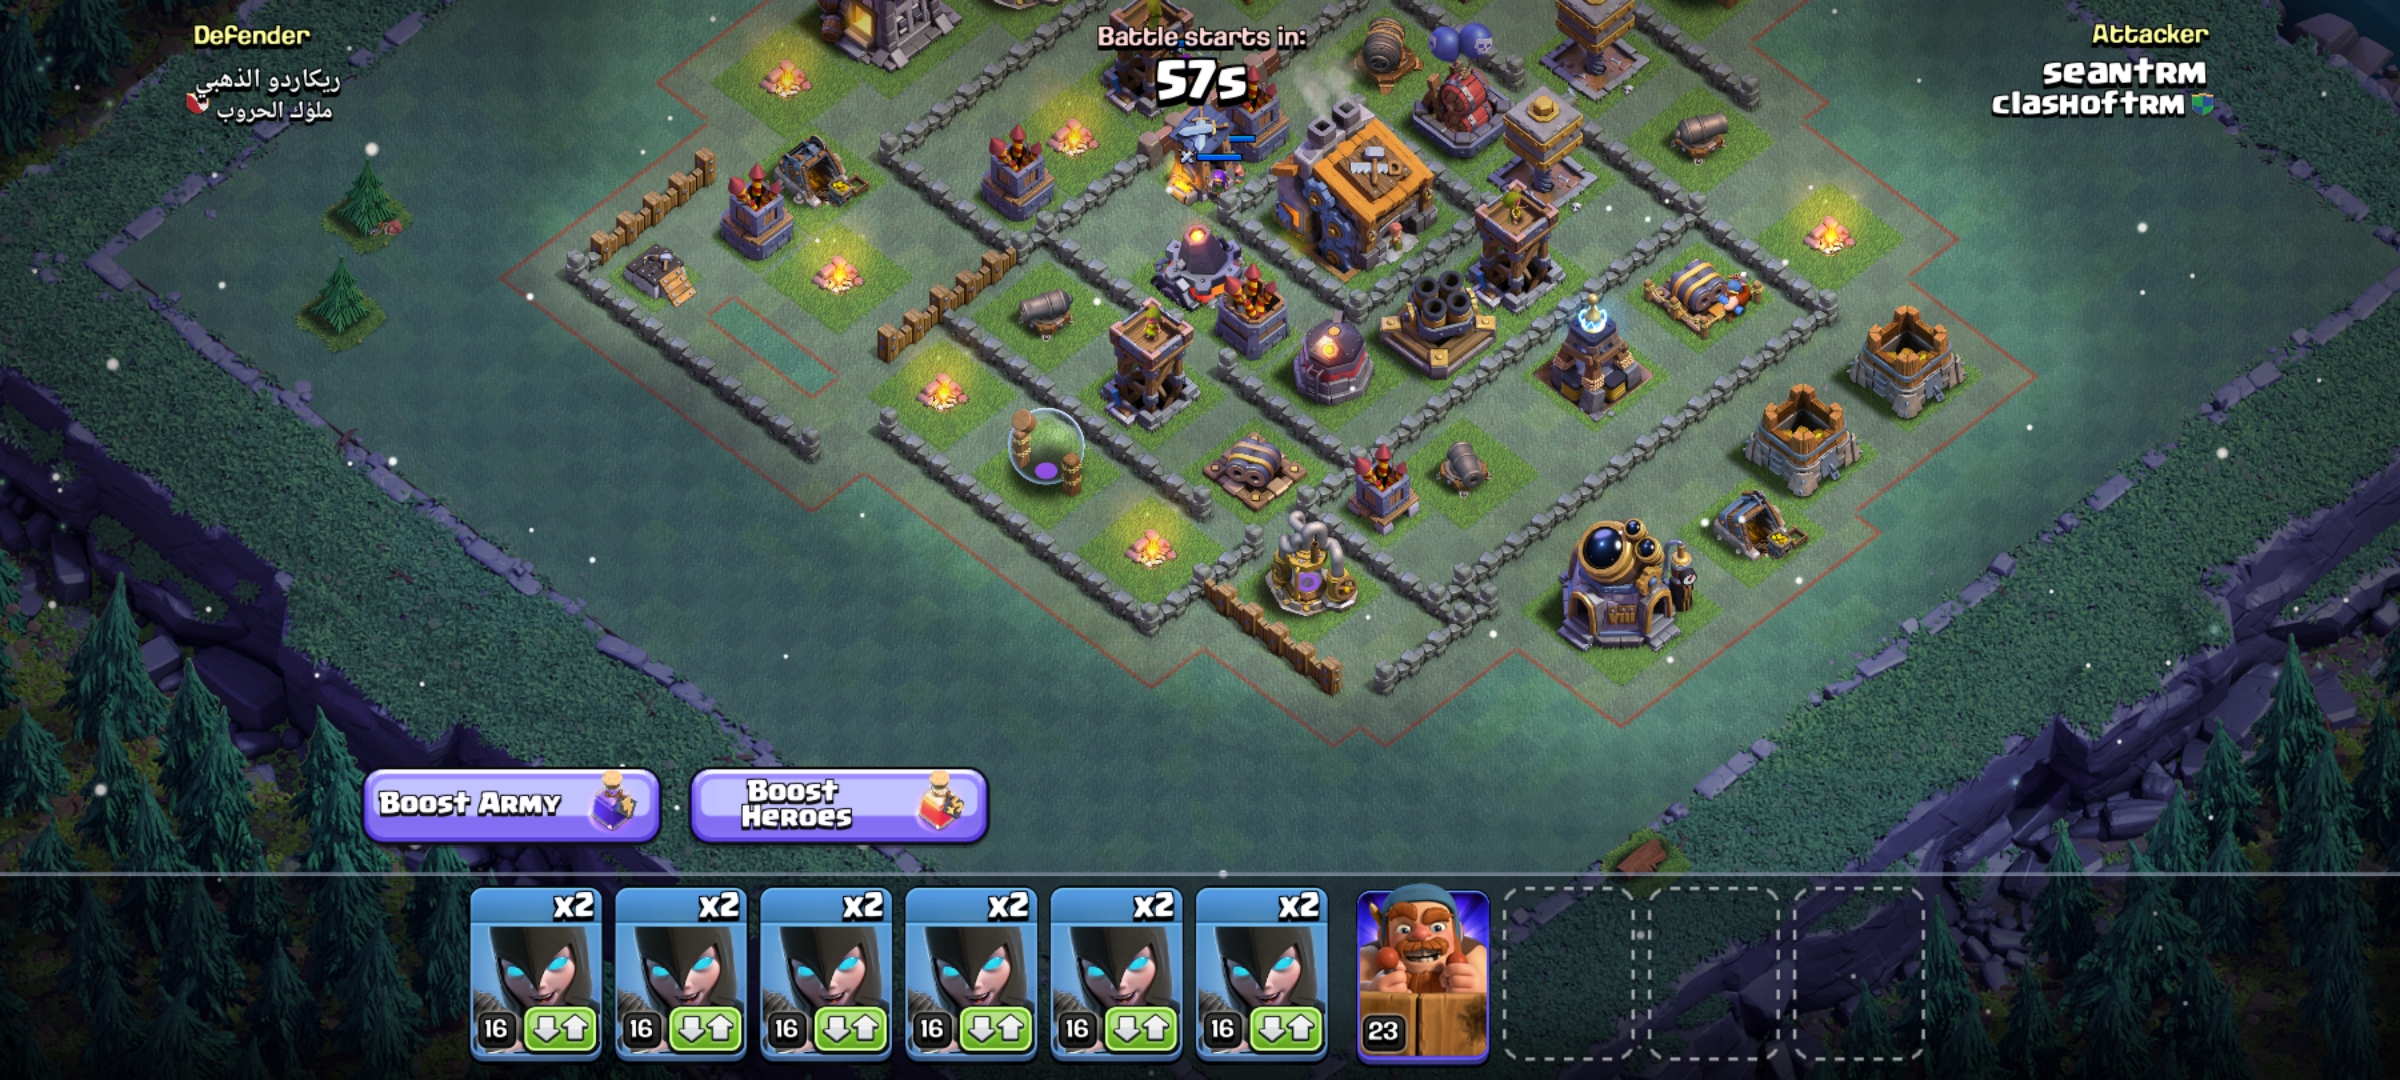 Defender
ريكاردو الذهبي
ملوك الحروب
Battle starts in:
57s
Attacker
seantRM
clashoftRM
VIII
Boost Army
Boost
Heroes
x2
x2
x2
x2
x2
x2
16
16
16
16
16
16
23